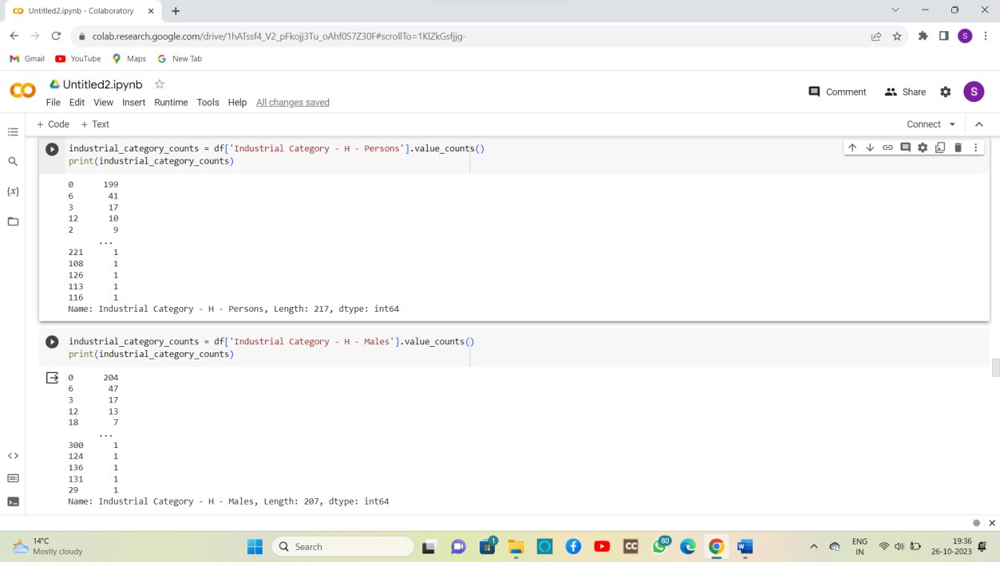 Untitled2.ipynb - Colaboratory
colab.research.google.com/drive/1hATssf4_V2_pFkojj3Tu_oAhf0S7Z30F#scrollTo=1KlZkGsfjjg-
S
Gmail YouTube Maps New Tab
CO Untitled2.ipynb
File Edit View Insert Runtime Tools Help All changes saved
Comment Share S
+ Code + Text
Connect
industrial_category_counts = df['Industrial Category - H - Persons'].value_counts()
print(industrial_category_counts)
0 199
6 41
3 17
12 10
2 9
...
221 1
108 1
126 1
113 1
116 1
Name: Industrial Category - H - Persons, Length: 217, dtype: int64
industrial_category_counts = df['Industrial Category - H - Males'].value_counts()
print(industrial_category_counts)
0 204
6 47
3 17
12 13
18 7
...
300 1
124 1
136 1
131 1
29 1
Name: Industrial Category - H - Males, Length: 207, dtype: int64
{x}
14°C
Mostly cloudy
Search
1
CC
80
W
ENG
IN
19:36
26-10-2023